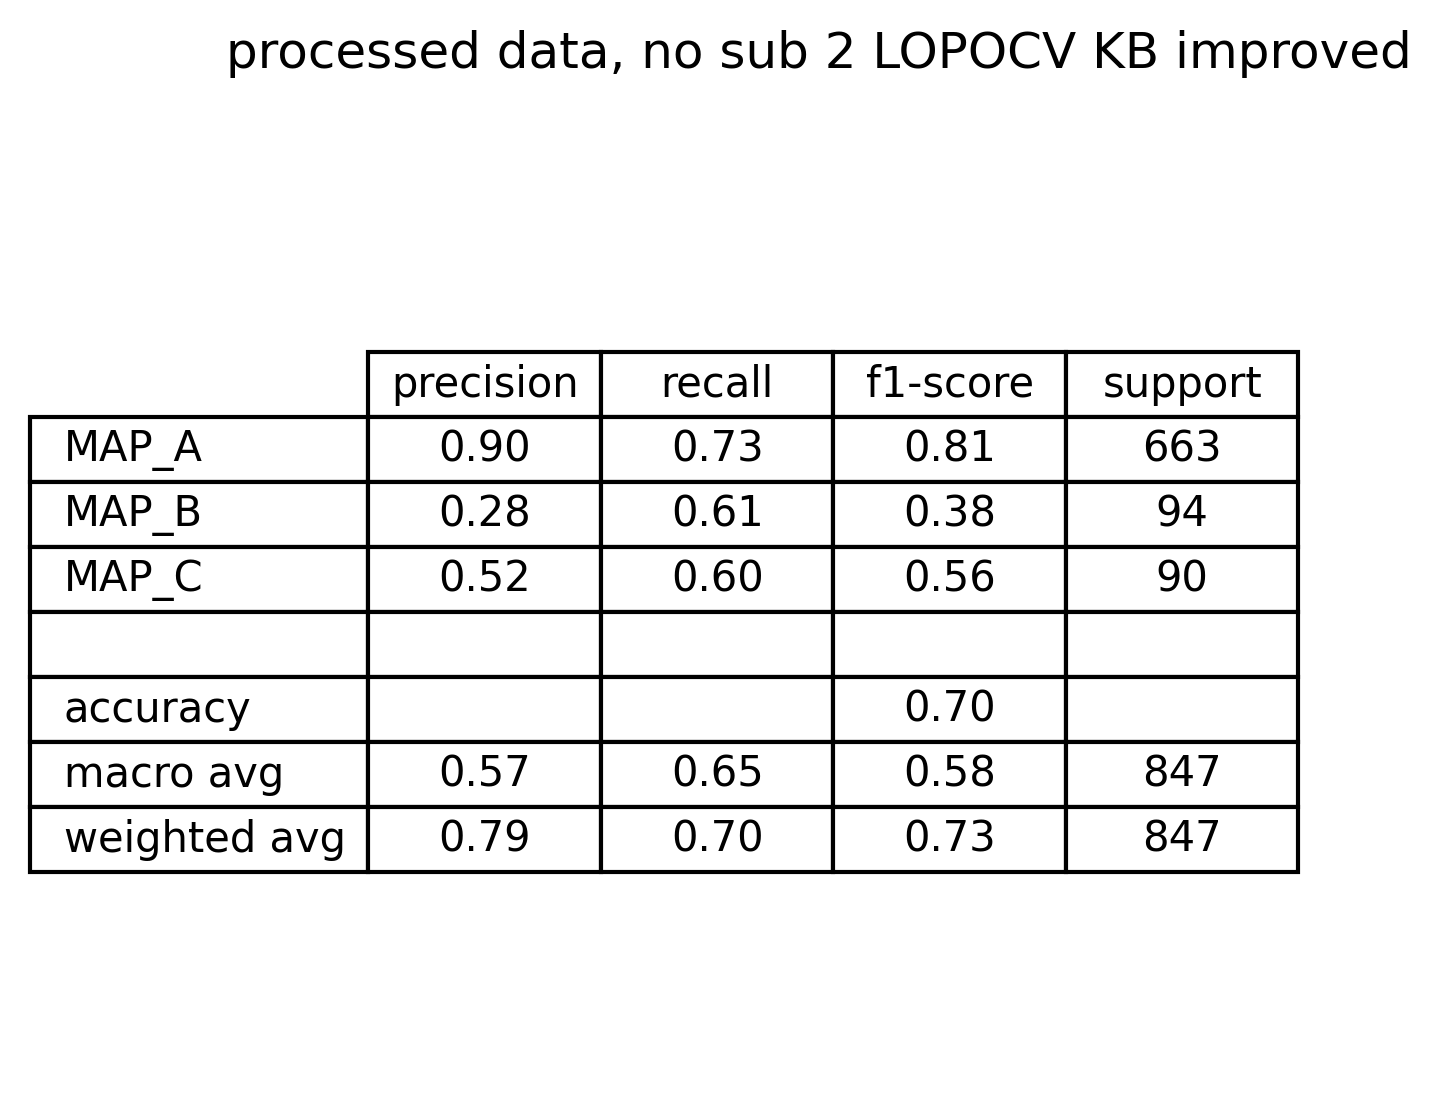 processed data, no sub 2 LOPOCV KB improved
precision recall f1-score support
MAP_A 0.90 0.73 0.81 663
MAP_B 0.28 0.61 0.38 94
MAP_C 0.52 0.60 0.56 90
accuracy 0.70
macro avg 0.57 0.65 0.58 847
weighted avg 0.79 0.70 0.73 847